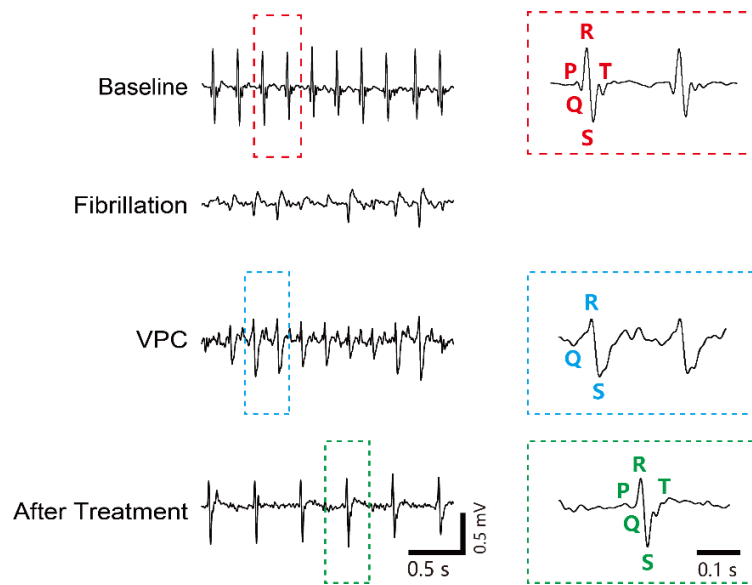 R
Baseline
P T
Q
S
Fibrillation
R
VPC
Q
S
R
P T
After Treatment
Q
S
0.5 mV
0.5 s
0.1 s